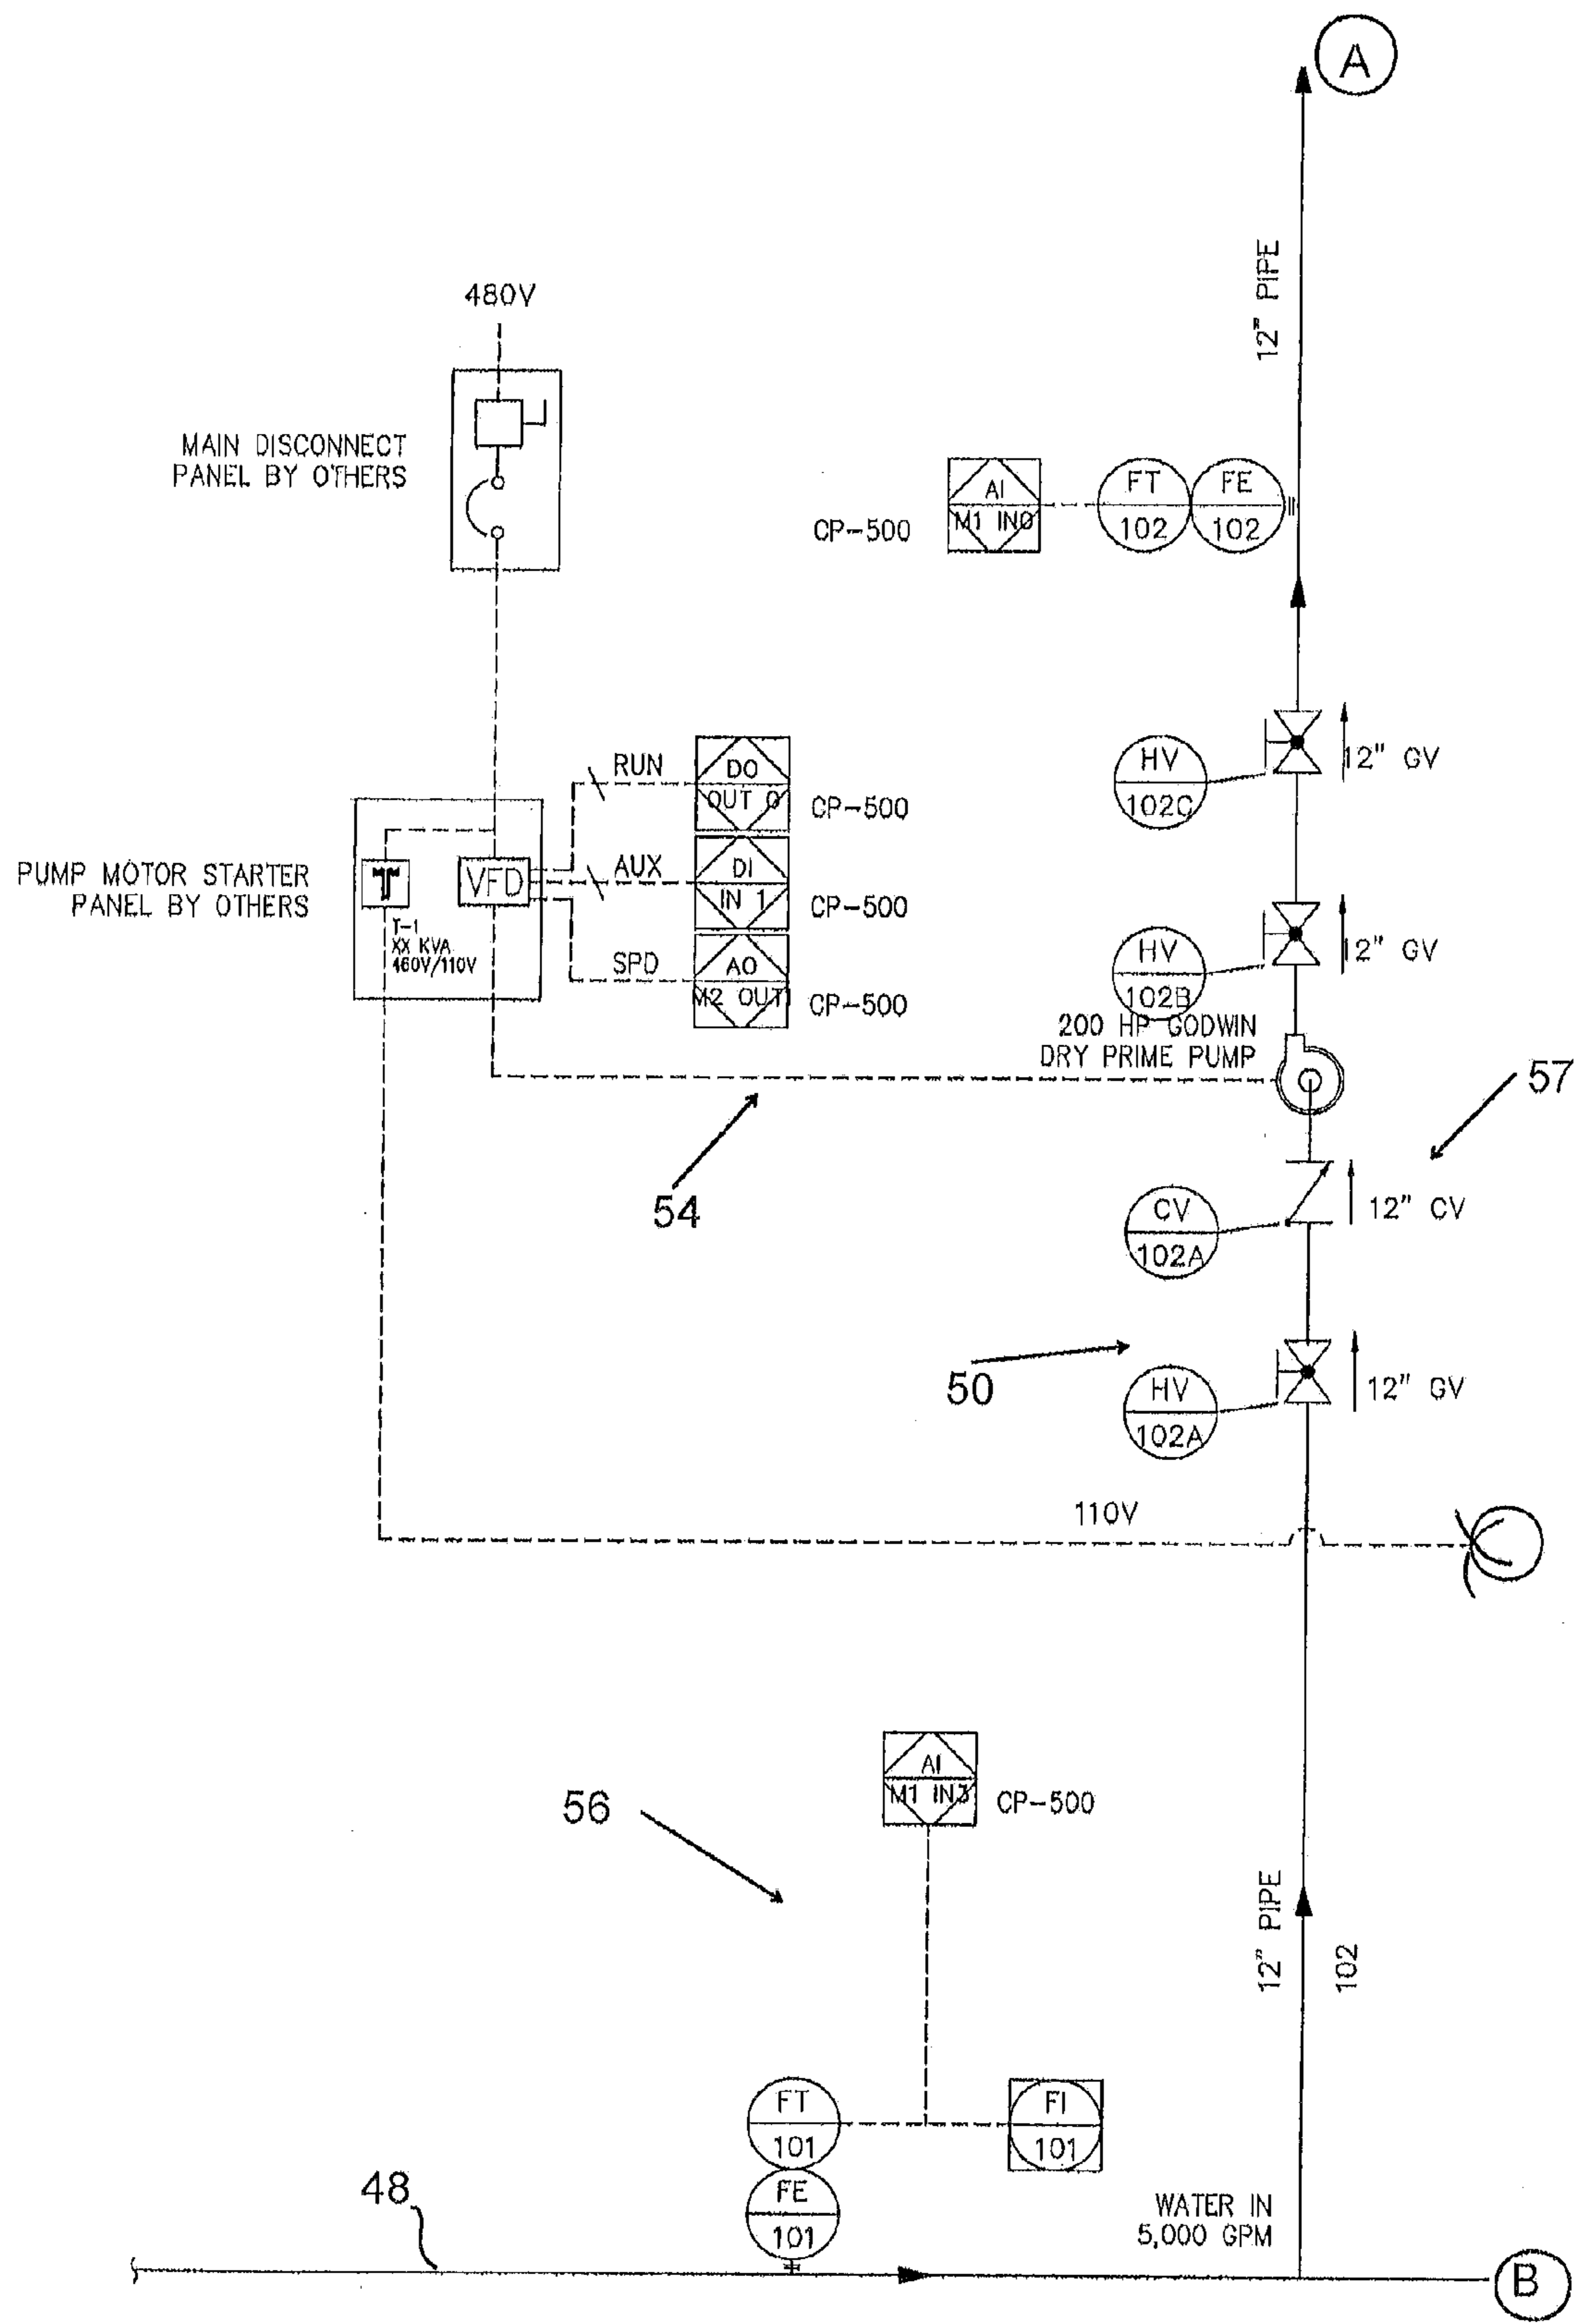 A
12" PIPE
480V
MAIN DISCONNECT
PANEL BY OTHERS
AI
M1 IN0
CP-500
FT
102
FE
102
HV
102C
12" GV
RUN
DO
OUT 0
CP-500
AUX
DI
IN 1
CP-500
SPD
AO
M2 OUT1
CP-500
PUMP MOTOR STARTER
PANEL BY OTHERS
VFD
T-1
XX KVA
480V/110V
HV
102B
12" GV
200 HP GODWIN
DRY PRIME PUMP
57
54
CV
102A
12" CV
50
HV
102A
12" GV
110V
AI
M1 IN3
CP-500
56
12" PIPE
102
FT
101
FI
101
FE
101
48
WATER IN
5,000 GPM
B